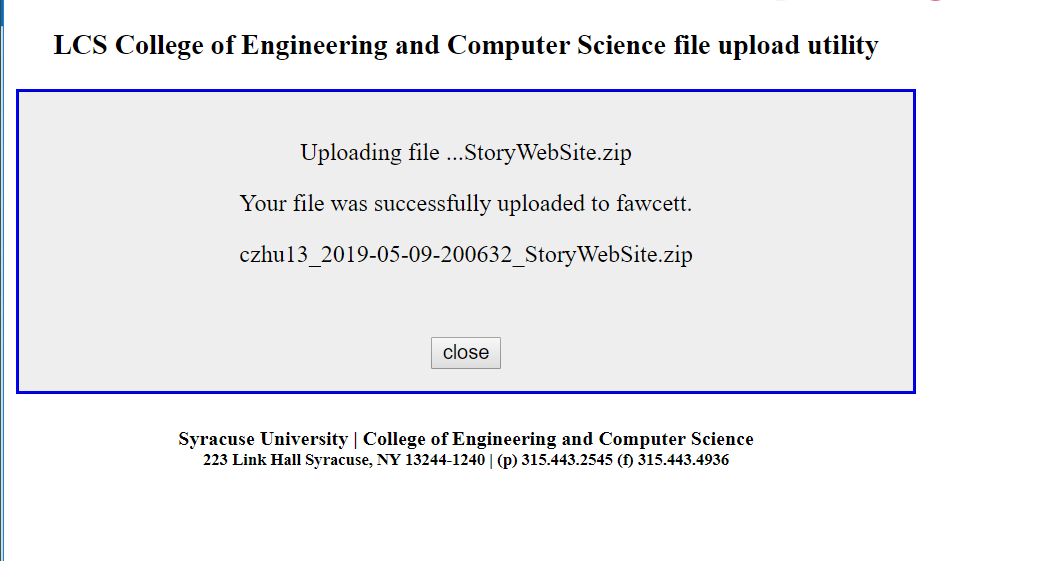 LCS College of Engineering and Computer Science file upload utility
Uploading file ...StoryWebSite.zip
Your file was successfully uploaded to fawcett.
czhu13_2019-05-09-200632_StoryWebSite.zip
close
Syracuse University | College of Engineering and Computer Science
223 Link Hall Syracuse, NY 13244-1240 | (p) 315.443.2545 (f) 315.443.4936